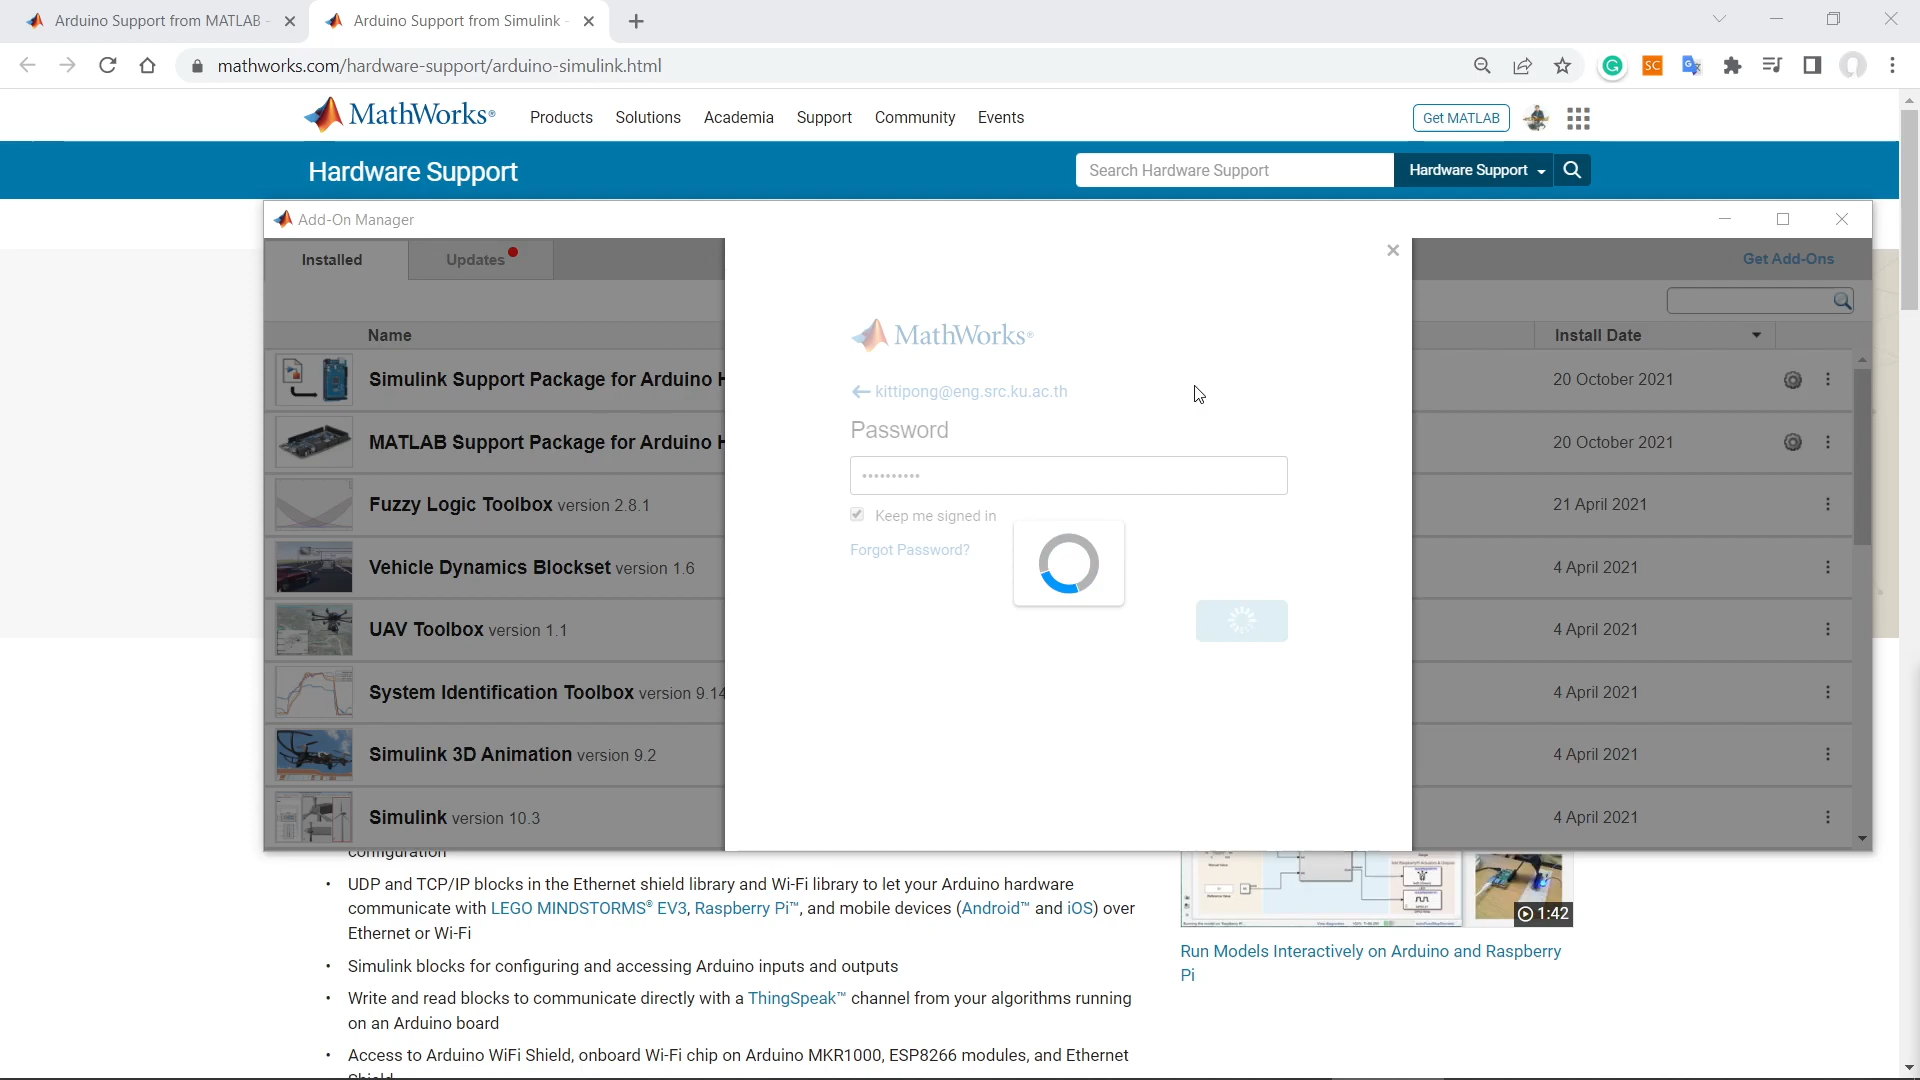 Arduino Support from MATLAB -
Arduino Support from Simulink -
mathworks.com/hardware-support/arduino-simulink.html
MathWorks®
Products
Solutions
Academia
Support
Community
Events
Get MATLAB
Hardware Support
Search Hardware Support
Hardware Support
Add-On Manager
Installed
Updates
Get Add-Ons
Name
Install Date
Simulink Support Package for Arduino H
20 October 2021
MATLAB Support Package for Arduino H
20 October 2021
Fuzzy Logic Toolbox version 2.8.1
21 April 2021
Vehicle Dynamics Blockset version 1.6
4 April 2021
UAV Toolbox version 1.1
4 April 2021
System Identification Toolbox version 9.14
4 April 2021
Simulink 3D Animation version 9.2
4 April 2021
Simulink version 10.3
4 April 2021
MathWorks®
kittipong@eng.src.ku.ac.th
Password
Keep me signed in
Forgot Password?
configuration
• UDP and TCP/IP blocks in the Ethernet shield library and Wi-Fi library to let your Arduino hardware
communicate with LEGO MINDSTORMS® EV3, Raspberry Pi™, and mobile devices (Android™ and iOS) over
Ethernet or Wi-Fi
• Simulink blocks for configuring and accessing Arduino inputs and outputs
• Write and read blocks to communicate directly with a ThingSpeak™ channel from your algorithms running
on an Arduino board
• Access to Arduino WiFi Shield, onboard Wi-Fi chip on Arduino MKR1000, ESP8266 modules, and Ethernet
Shield
1:42
Run Models Interactively on Arduino and Raspberry
Pi